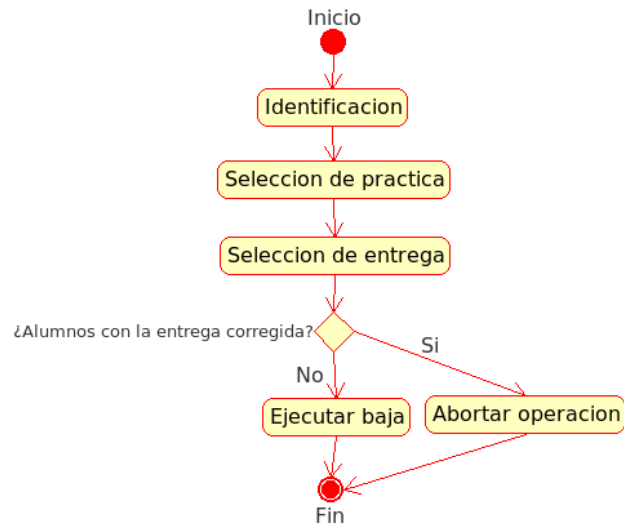 Inicio
Identificacion
Seleccion de practica
Seleccion de entrega
¿Alumnos con la entrega corregida?
Si
No
Ejecutar baja
Abortar operacion
Fin